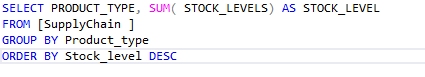 SELECT PRODUCT_TYPE, SUM( STOCK_LEVELS) AS STOCK_LEVEL
FROM [SupplyChain ]
GROUP BY Product_type
ORDER BY Stock_level DESC